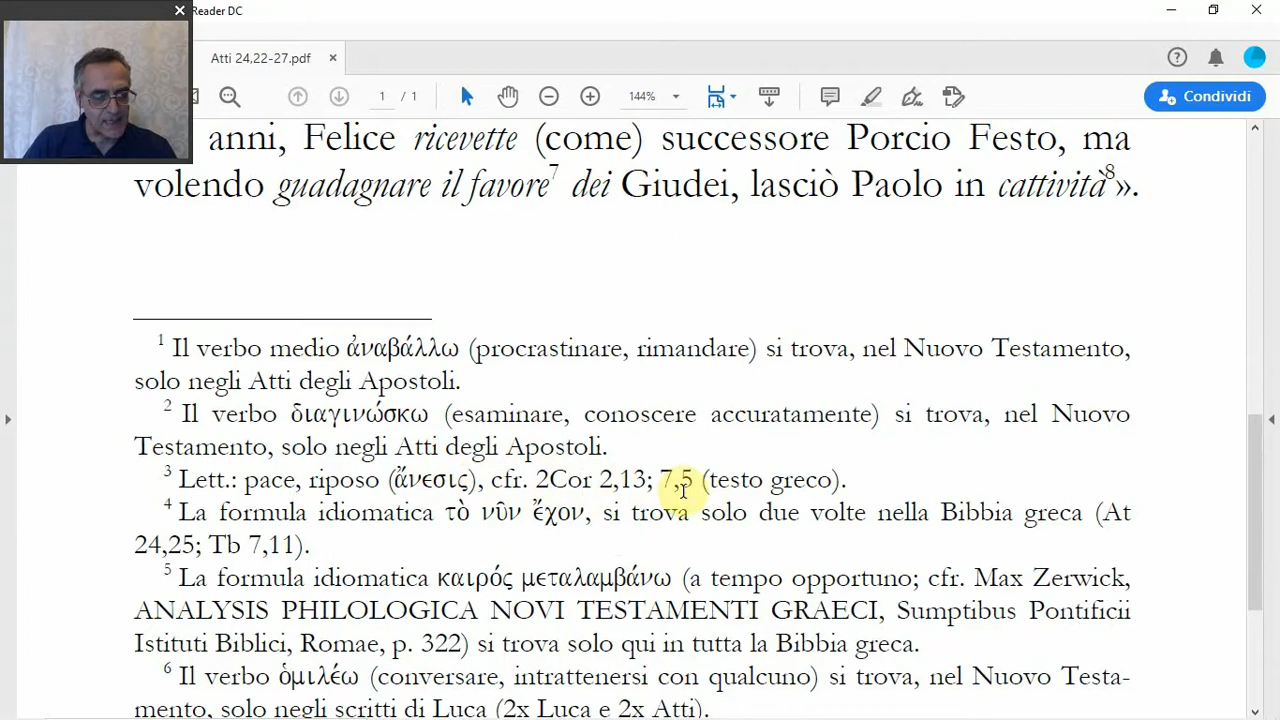 Reader DC
Atti 24,22-27.pdf
1 / 1
144%
Condividi
anni, Felice ricevette (come) successore Porcio Festo, ma
volendo guadagnare il favore⁷ dei Giudei, lasciò Paolo in cattività⁸».
¹ Il verbo medio ἀναβάλλω (procrastinare, rimandare) si trova, nel Nuovo Testamento,
solo negli Atti degli Apostoli.
² Il verbo διαγινώσκω (esaminare, conoscere accuratamente) si trova, nel Nuovo
Testamento, solo negli Atti degli Apostoli.
³ Lett.: pace, riposo (ἄνεσις), cfr. 2Cor 2,13; 7,5 (testo greco).
⁴ La formula idiomatica τὸ νῦν ἔχον, si trova solo due volte nella Bibbia greca (At
24,25; Tb 7,11).
⁵ La formula idiomatica καιρός μεταλαμβάνω (a tempo opportuno; cfr. Max Zerwick,
ANALYSIS PHILOLOGICA NOVI TESTAMENTI GRAECI, Sumptibus Pontificii
Istituti Biblici, Romae, p. 322) si trova solo qui in tutta la Bibbia greca.
⁶ Il verbo ὁμιλέω (conversare, intrattenersi con qualcuno) si trova, nel Nuovo Testa-
mento, solo negli scritti di Luca (2x Luca e 2x Atti).